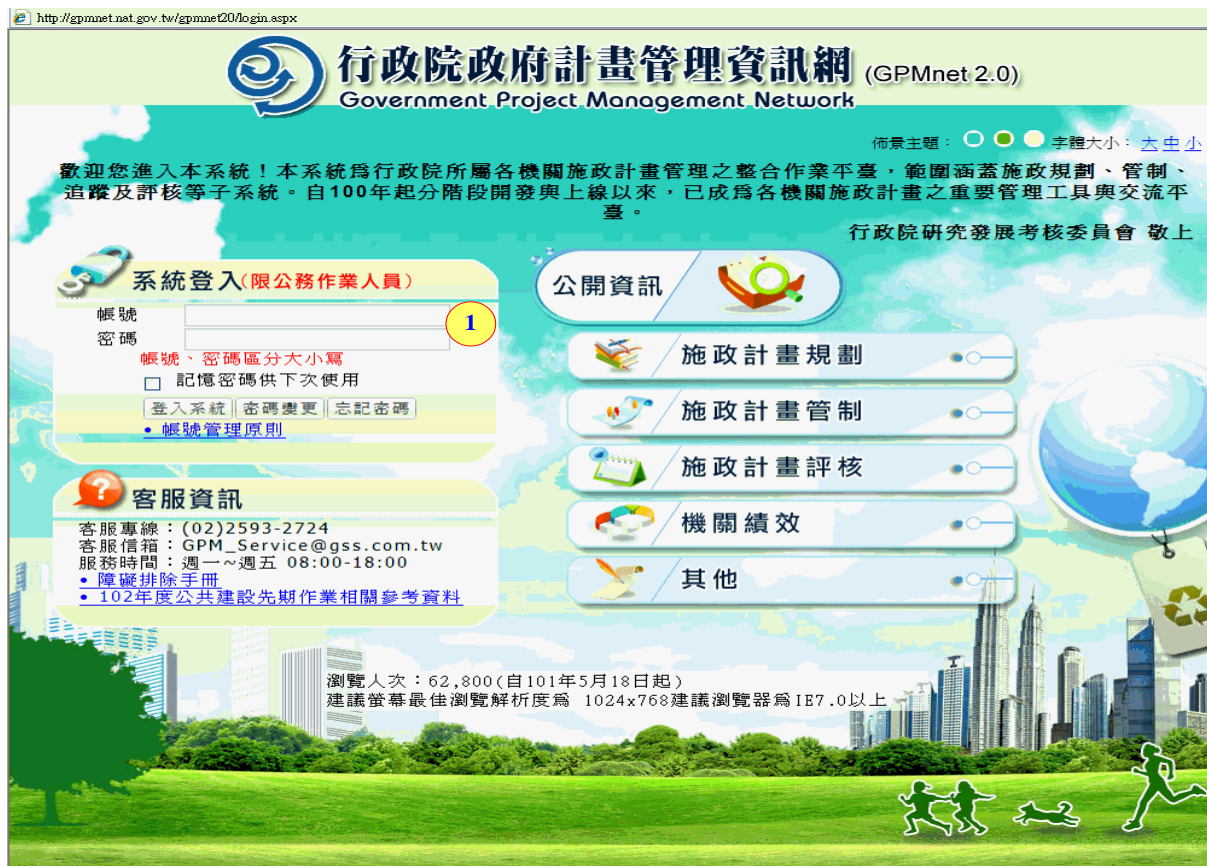 http://gpmnet.nat.gov.tw/gpmnet20/login.aspx
行政院政府計畫管理資訊網 (GPMnet 2.0)
Government Project Management Network
佈景主題： 字體大小： 大 中 小
歡迎您進入本系統！本系統為行政院所屬各機關施政計畫管理之整合作業平臺，範圍涵蓋施政規劃、管制、
追蹤及評核等子系統。自100年起分階段開發與上線以來，已成為各機關施政計畫之重要管理工具與交流平
臺。
行政院研究發展考核委員會 敬上
系統登入(限公務作業人員)
帳號
密碼
1
帳號、密碼區分大小寫
記憶密碼供下次使用
登入系統 密碼變更 忘記密碼
• 帳號管理原則
客服資訊
客服專線：(02)2593-2724
客服信箱：GPM_Service@gss.com.tw
服務時間：週一~週五 08:00-18:00
• 障礙排除手冊
• 102年度公共建設先期作業相關參考資料
公開資訊
施政計畫規劃
施政計畫管制
施政計畫評核
機關績效
其他
瀏覽人次：62,800(自101年5月18日起)
建議螢幕最佳瀏覽解析度為 1024x768建議瀏覽器為IE7.0以上